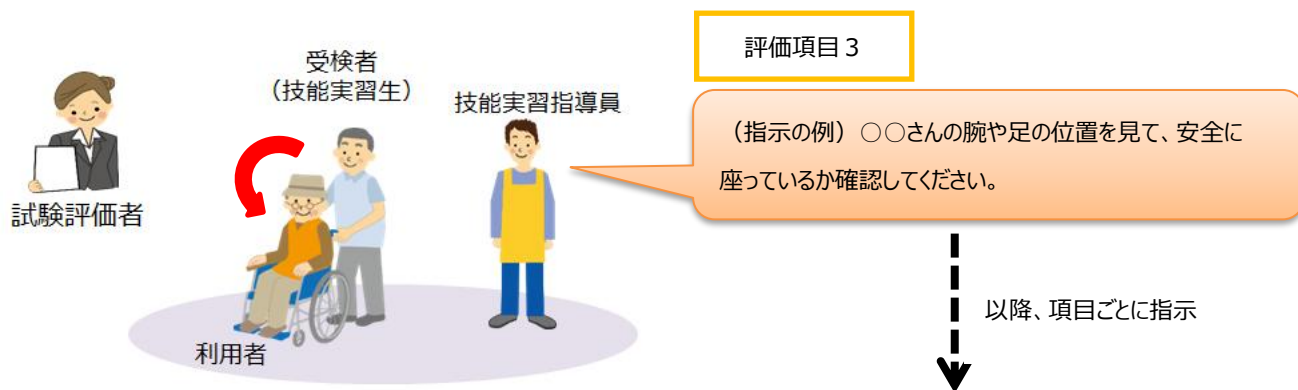 評価項目３
受検者
（技能実習生）
技能実習指導員
（指示の例）○○さんの腕や足の位置を見て、安全に
座っているか確認してください。
試験評価者
以降、項目ごとに指示
利用者